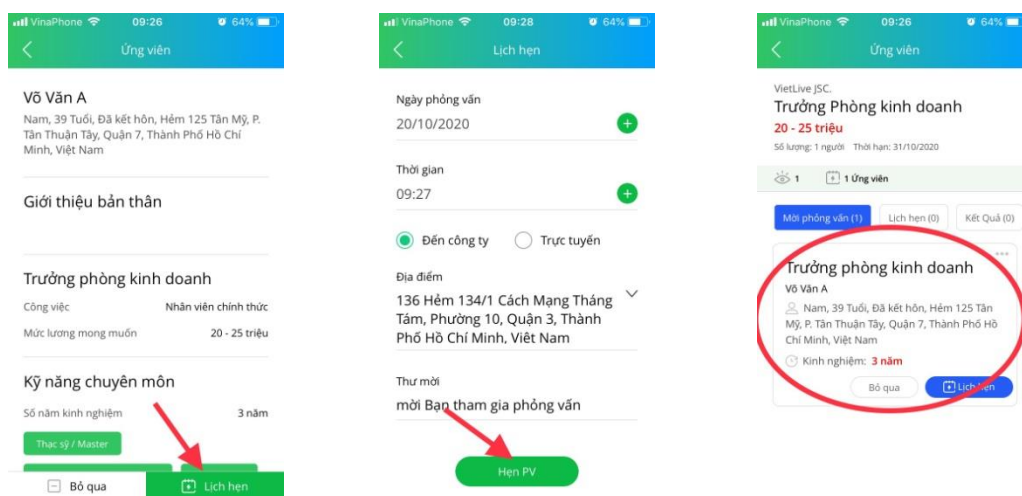 VinaPhone 09:26 64%
Ứng viên
Võ Văn A
Nam, 39 Tuổi, Đã kết hôn, Hẻm 125 Tân Mỹ, P.
Tân Thuận Tây, Quận 7, Thành Phố Hồ Chí
Minh, Việt Nam
Giới thiệu bản thân
Trưởng phòng kinh doanh
Công việc Nhân viên chính thức
Mức lương mong muốn 20 - 25 triệu
Kỹ năng chuyên môn
Số năm kinh nghiệm 3 năm
Thạc sỹ / Master
Bỏ qua Lịch hẹn
VinaPhone 09:28 64%
Lịch hẹn
Ngày phỏng vấn
20/10/2020
Thời gian
09:27
Đến công ty Trực tuyến
Địa điểm
136 Hẻm 134/1 Cách Mạng Tháng
Tám, Phường 10, Quận 3, Thành
Phố Hồ Chí Minh, Việt Nam
Thư mời
mời Bạn tham gia phỏng vấn
Hẹn PV
VinaPhone 09:26 64%
Ứng viên
VietLive JSC.
Trưởng Phòng kinh doanh
20 - 25 triệu
Số lượng: 1 người Thời hạn: 31/10/2020
1 1 Ứng viên
Mời phỏng vấn (1) Lịch hẹn (0) Kết Quả (0)
Trưởng phòng kinh doanh
Võ Văn A
Nam, 39 Tuổi, Đã kết hôn, Hẻm 125 Tân
Mỹ, P. Tân Thuận Tây, Quận 7, Thành Phố Hồ
Chí Minh, Việt Nam
Kinh nghiệm: 3 năm
Bỏ qua Lịch hẹn